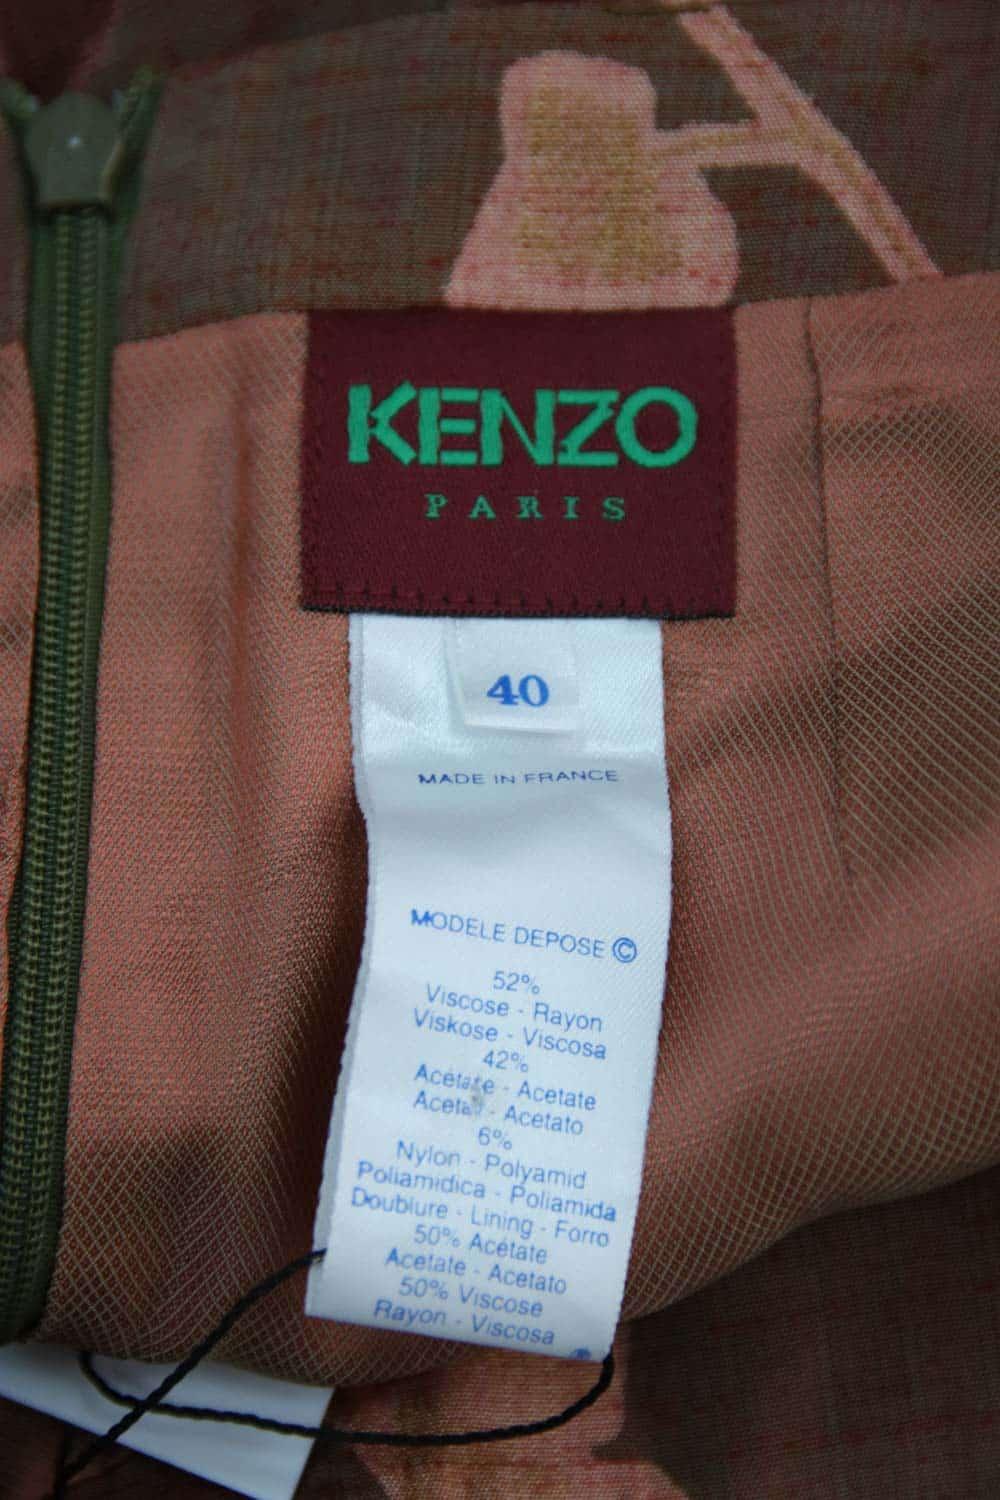 KENZO
PARIS
40
MADE IN FRANCE
MODELE DEPOSE ©
52%
Viscose - Rayon
Viskose - Viscosa
42%
Acétate - Acetate
Acetat - Acetato
6%
Nylon - Polyamid
Poliamidica - Poliamida
Doublure - Lining - Forro
50% Acétate
Acetate - Acetato
50% Viscose
Rayon - Viscosa